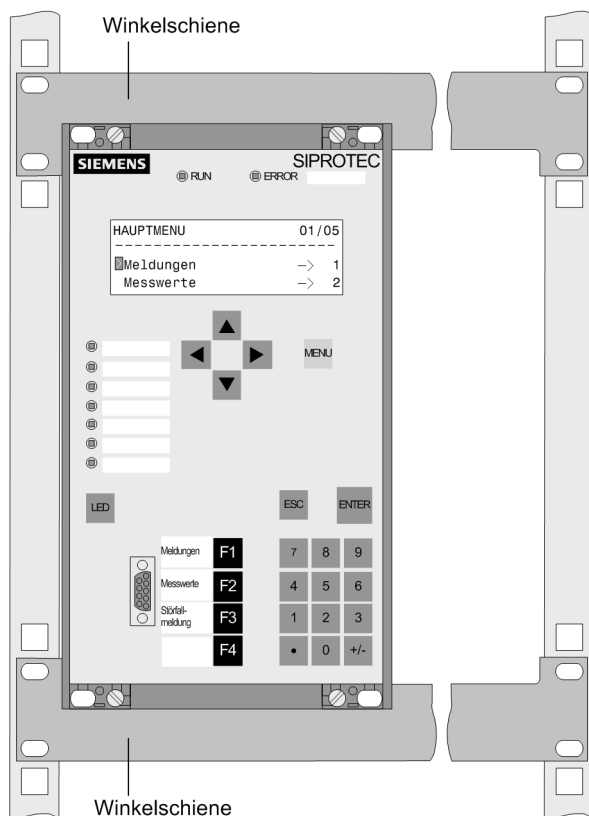 Winkelschiene
SIEMENS
SIPROTEC
RUN
ERROR
HAUPTMENU 01/05
--------------------
Meldungen —> 1
Messwerte —> 2
MENU
LED
ESC
ENTER
Meldungen
F1
7 8 9
Messwerte
F2
4 5 6
Störfall-
meldung
F3
1 2 3
F4
• 0 +/-
Winkelschiene